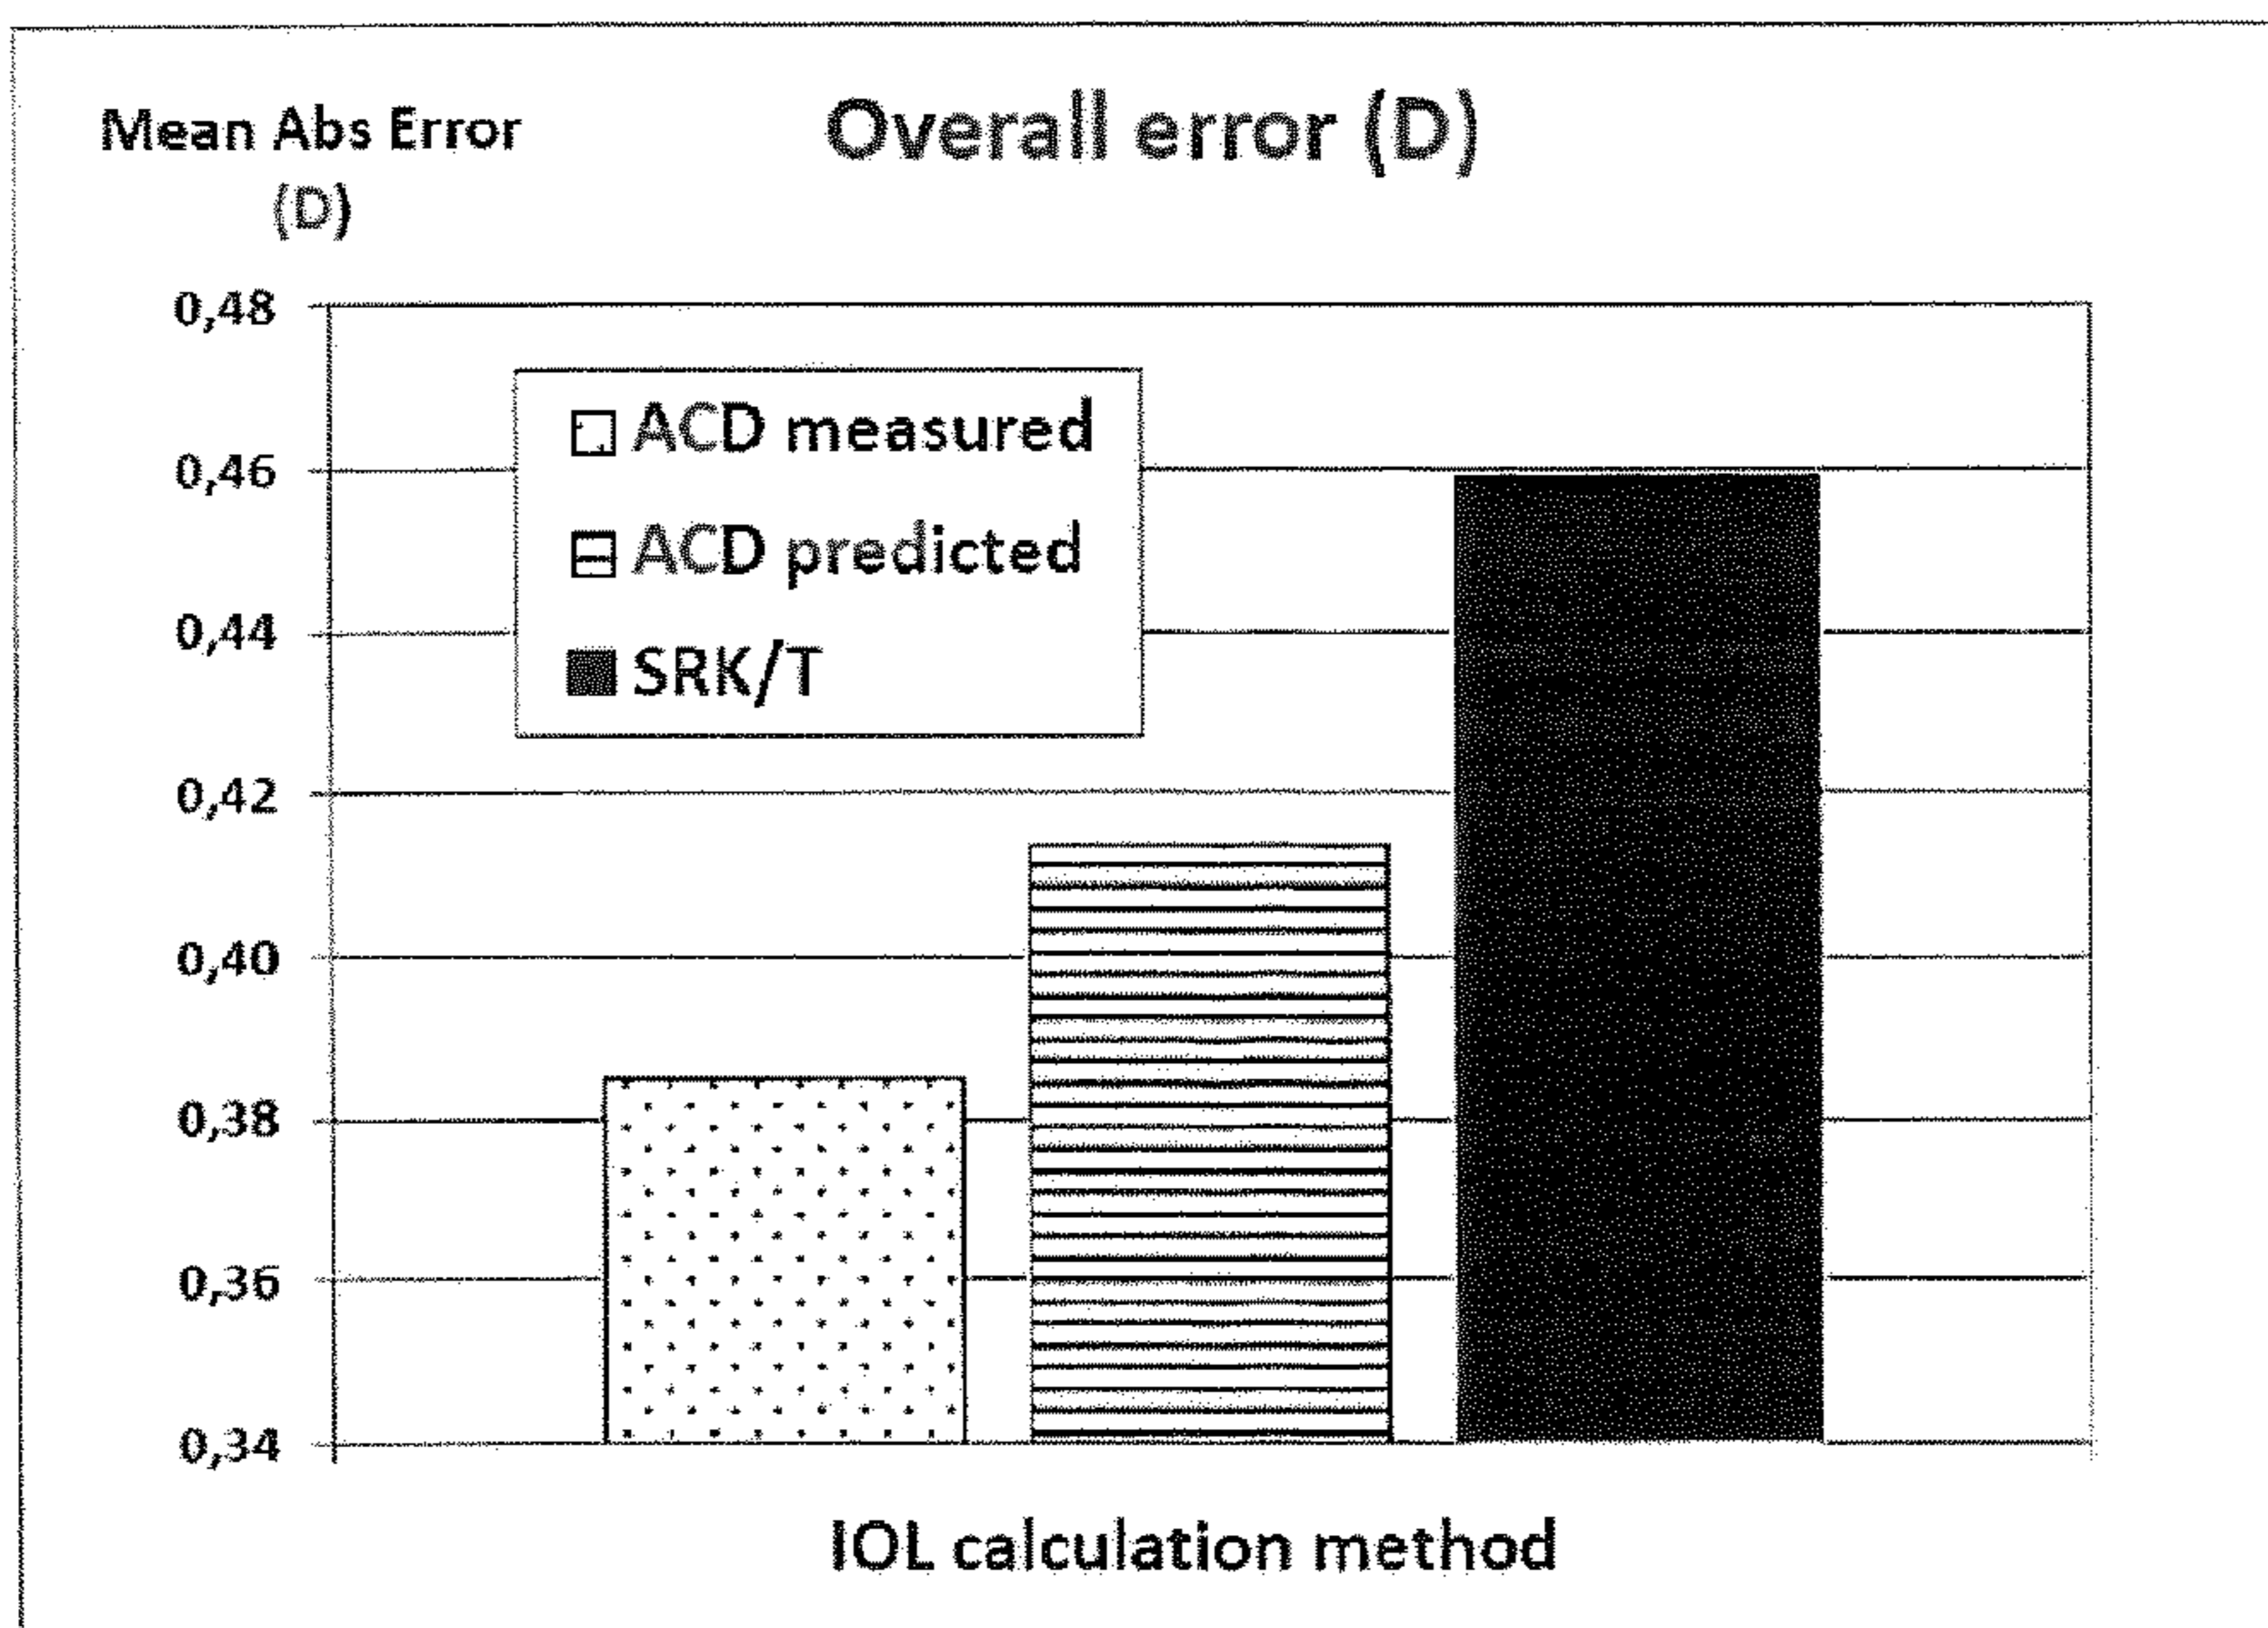 Mean Abs Error
(D)
Overall error (D)
0,48
0,46
0,44
0,42
0,40
0,38
0,36
0,34
ACD measured
ACD predicted
SRK/T
IOL calculation method